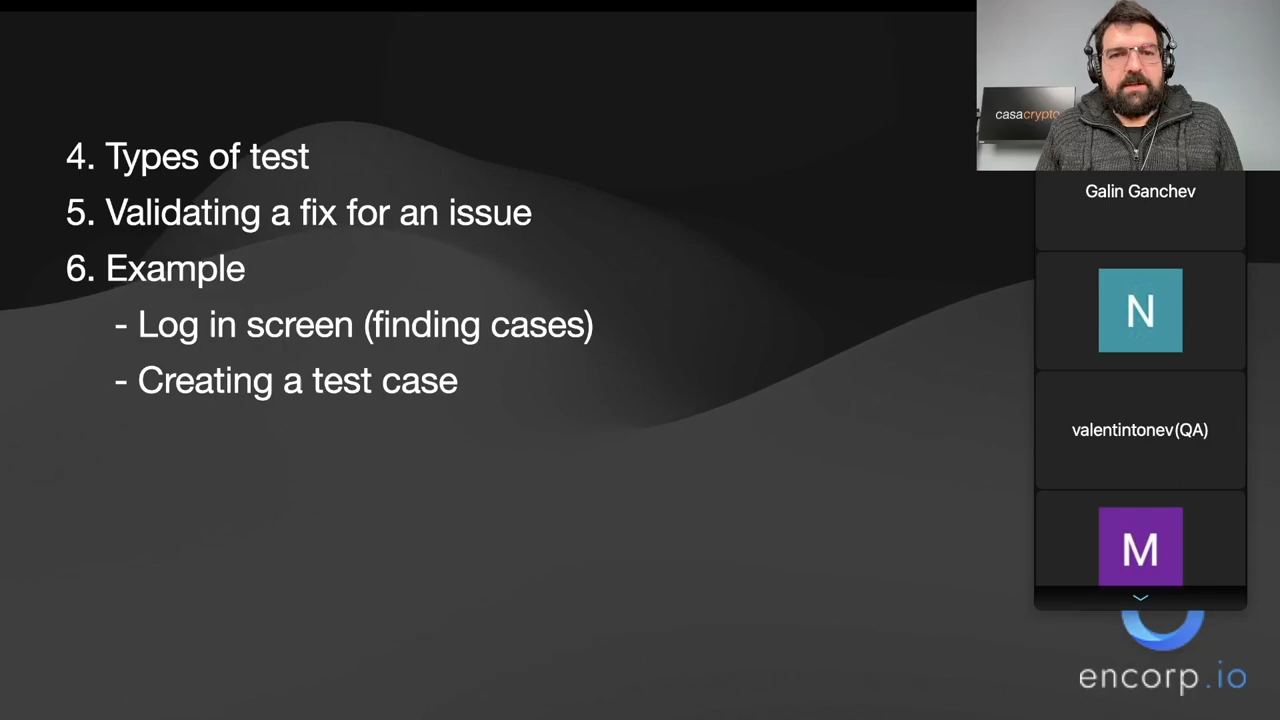 4. Types of test
5. Validating a fix for an issue
6. Example
- Log in screen (finding cases)
- Creating a test case
casacrypto
Galin Ganchev
N
valentintonev(QA)
M
encorp.io